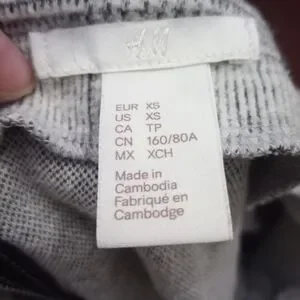 H&M
EUR XS
US XS
CA TP
CN 160/80A
MX XCH
Made in
Cambodia
Fabriqué en
Cambodge